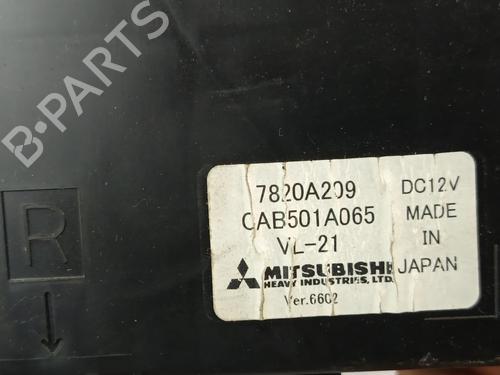 B-PARTS
R
7820A209 DC12V
CAB501A065 MADE
VL-21 IN
MITSUBISHI JAPAN
HEAVY INDUSTRIES, LTD.
Ver.6602